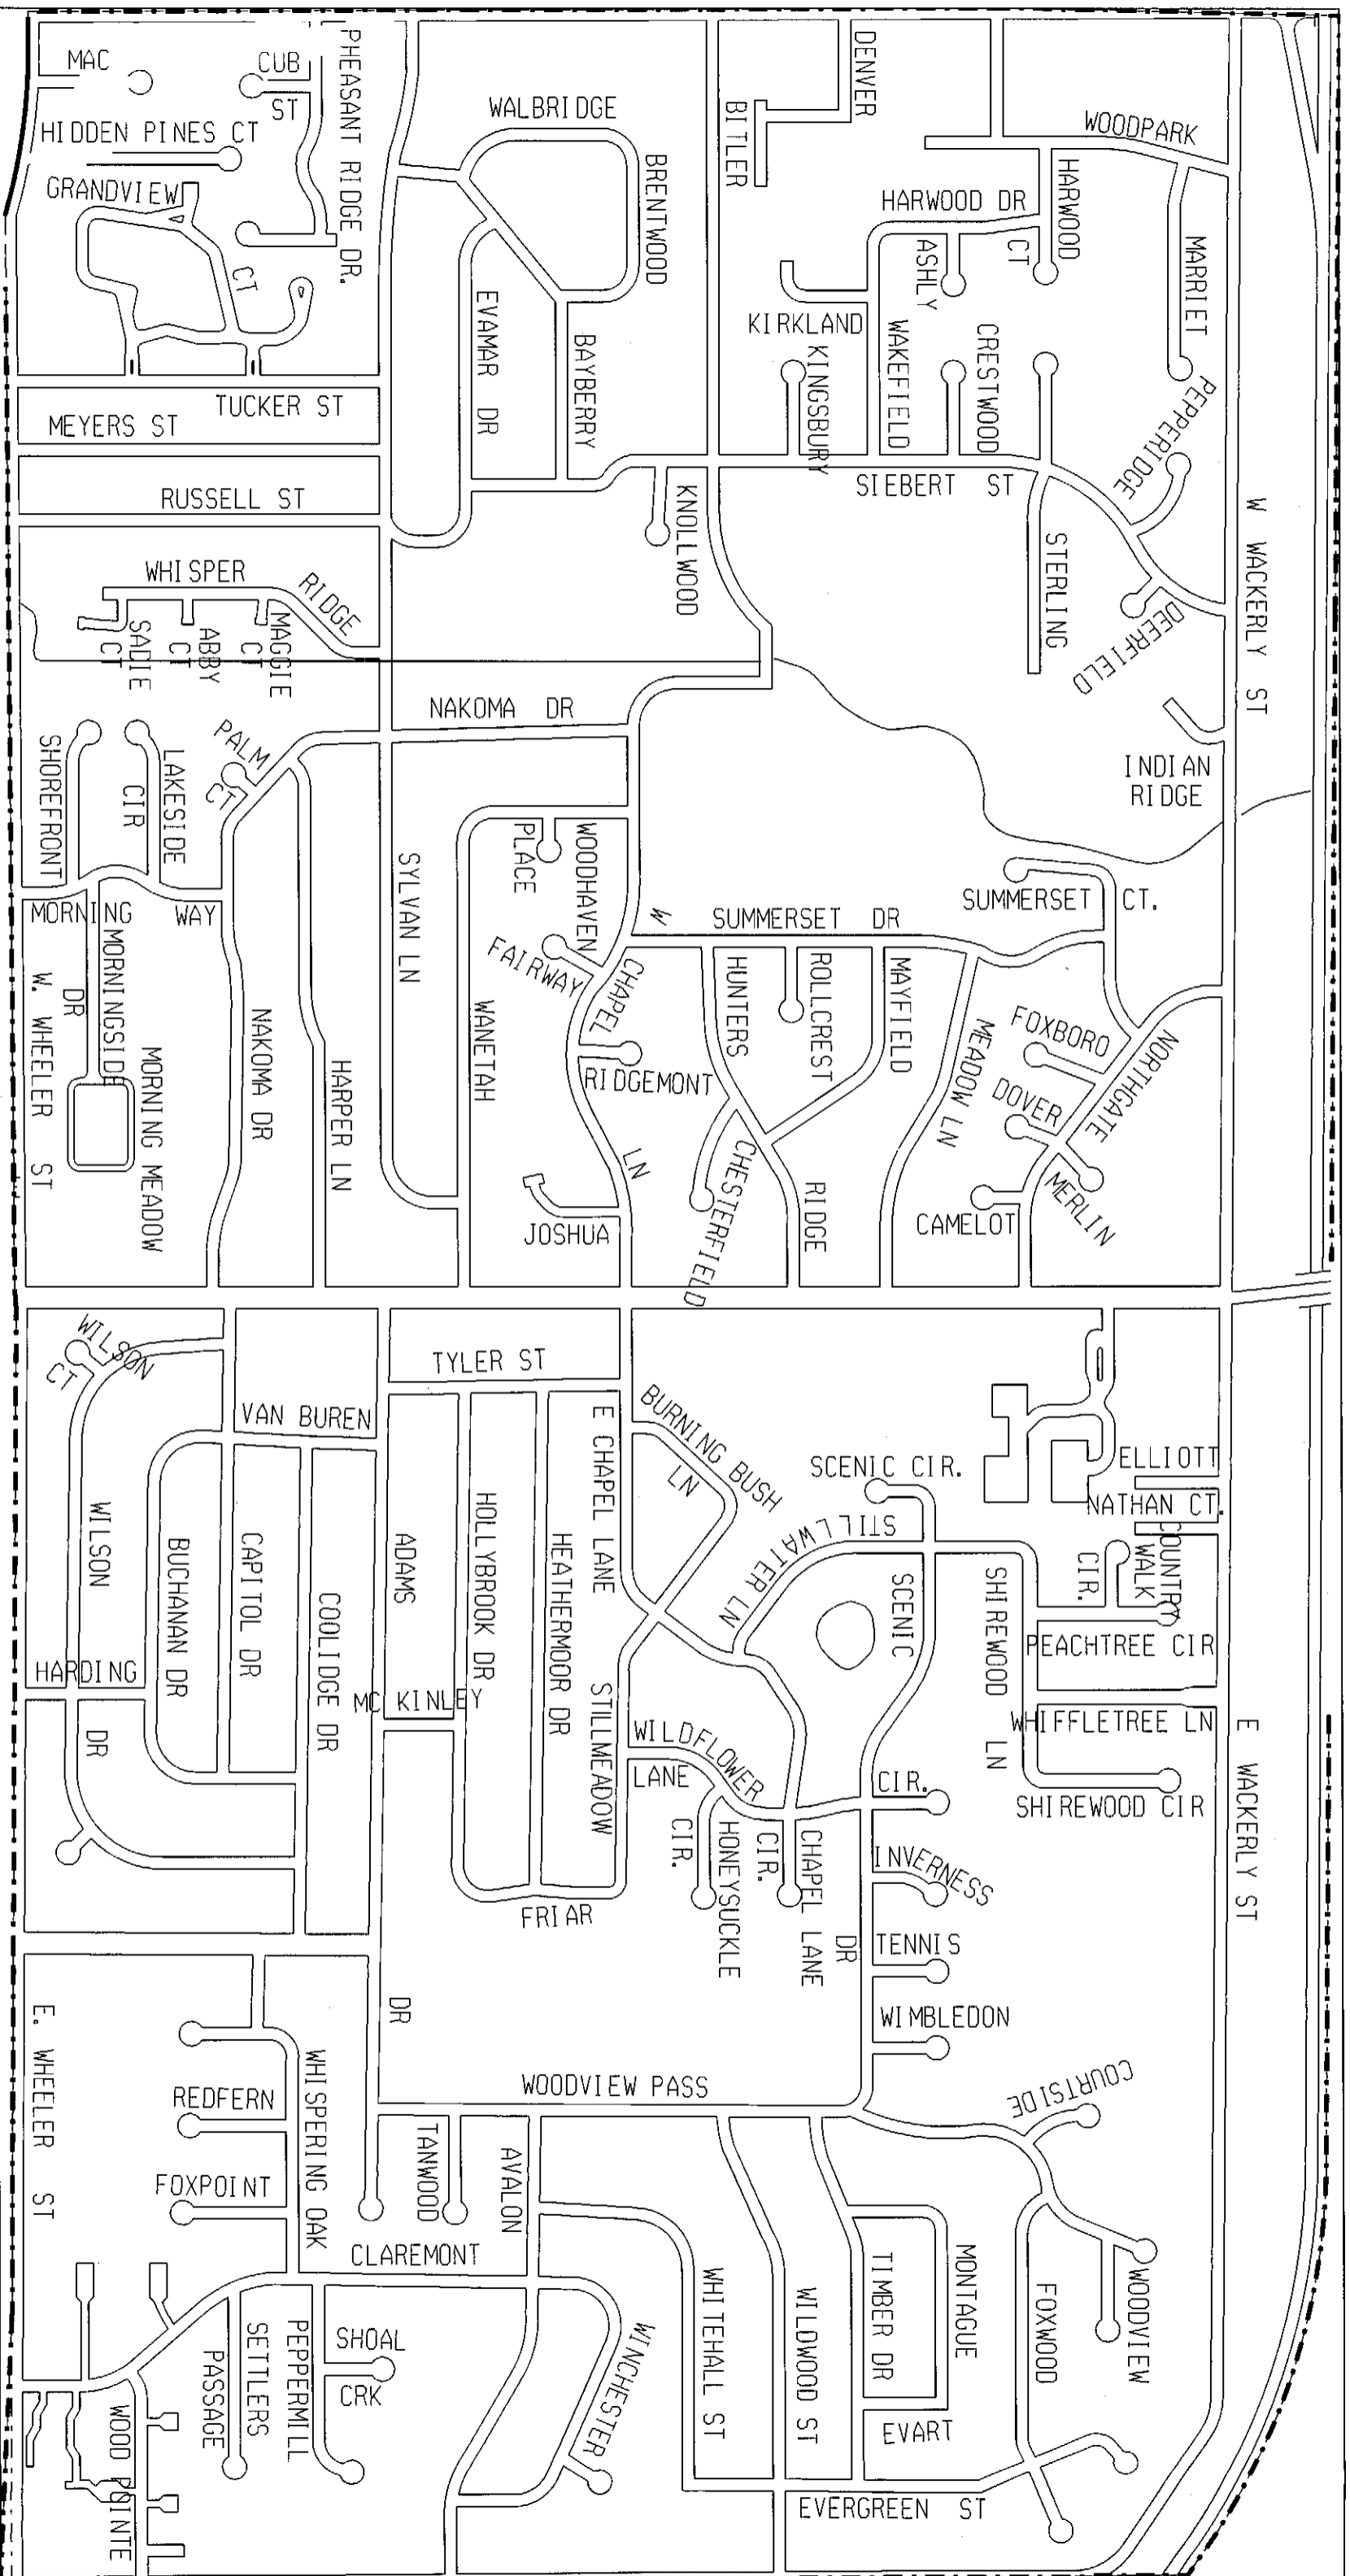 MAC
CUB
ST
PHEASANT RIDGE DR.
HIDDEN PINES CT
GRANDVIEW
CT
TUCKER ST
MEYERS ST
RUSSELL ST
WALBRIDGE
BRENTWOOD
EVAMAR DR
BAYBERRY
DENVER
BITLER
WOODPARK
HARWOOD DR
HARWOOD
CT
ASHLY
MARRIET
KIRKLAND
WAKEFIELD
KINGSBURY
CRESTWOOD
PEPPERIDGE
SIEBERT ST
KNOLLWOOD
STERLING
DEERFIELD
W WACKERLY ST
INDIAN
RIDGE
WHISPER
RIDGE
MAGGIE
CT
ABBY
CT
SADIE
CT
NAKOMA DR
PALM
CT
SHOREFRONT
LAKESIDE
CIR
MORNING
WAY
MORNINGSIDE
DR
MORNING MEADOW
W. WHEELER ST
NAKOMA DR
HARPER LN
SYLVAN LN
WANETAH
WOODHAVEN
PLACE
FAIRWAY
W
CHAPEL
LN
RIDGEMONT
JOSHUA
SUMMERSET DR
SUMMERSET CT.
HUNTERS
RIDGE
ROLLCREST
MAYFIELD
MEADOW LN
CHESTERFIELD
FOXBORO
NORTHGATE
DOVER
MERLIN
CAMELOT
WILSON
CT
TYLER ST
VAN BUREN
E CHAPEL LANE
BURNING BUSH
LN
SCENIC CIR.
STILLWATER LN
ELLIOTT
NATHAN CT.
COUNTRY
WALK
CIR.
SCENIC
DR
SHIREWOOD LN
PEACHTREE CIR
WHIFFLETREE LN
SHIREWOOD CIR
WILSON
BUCHANAN DR
CAPITOL DR
COOLIDGE DR
ADAMS
DR
HOLLYBROOK DR
HEATHERMOOR DR
HARDING
DR
MC KINLEY
STILLMEADOW
WILDFLOWER
LANE
CIR.
HONEYSUCKLE
CIR.
CHAPEL LANE
CIR.
INVERNESS
FRIAR
TENNIS
WIMBLEDON
E WACKERLY ST
E. WHEELER ST
WHISPERING OAK
REDFERN
FOXPOINT
WOODVIEW PASS
TANWOOD
AVALON
COURTSIDE
CLAREMONT
WHITEHALL ST
WILDWOOD ST
TIMBER DR
MONTAGUE
FOXWOOD
WOODVIEW
SETTLERS
PASSAGE
PEPPERMILL
SHOAL
CRK
WINCHESTER
EVART
WOOD POINTE
EVERGREEN ST